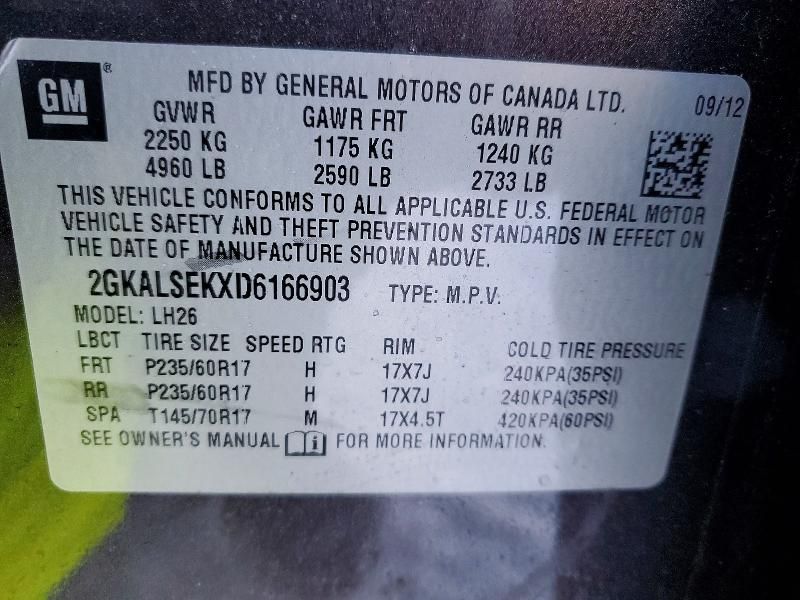 GM ®
MFD BY GENERAL MOTORS OF CANADA LTD. 09/12
GVWR GAWR FRT GAWR RR
2250 KG 1175 KG 1240 KG
4960 LB 2590 LB 2733 LB
THIS VEHICLE CONFORMS TO ALL APPLICABLE U.S. FEDERAL MOTOR
VEHICLE SAFETY AND THEFT PREVENTION STANDARDS IN EFFECT ON
THE DATE OF MANUFACTURE SHOWN ABOVE.
2GKALSEKXD6166903 TYPE: M.P.V.
MODEL: LH26
LBCT TIRE SIZE SPEED RTG RIM COLD TIRE PRESSURE
FRT P235/60R17 H 17X7J 240KPA(35PSI)
RR P235/60R17 H 17X7J 240KPA(35PSI)
SPA T145/70R17 M 17X4.5T 420KPA(60PSI)
SEE OWNER'S MANUAL i FOR MORE INFORMATION.